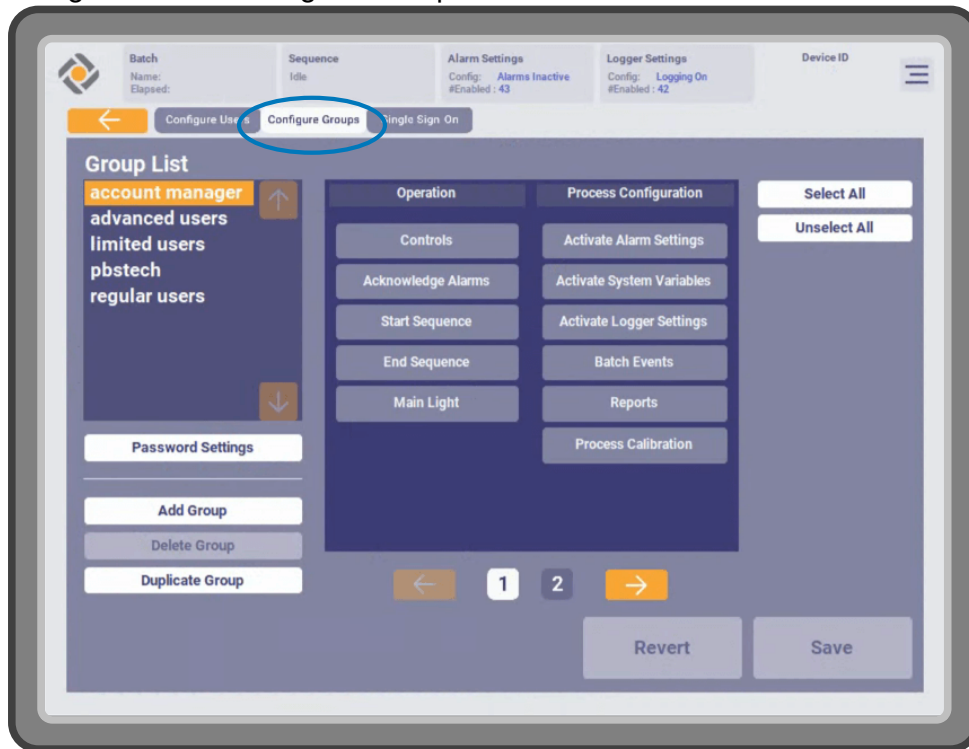 Batch
Name:
Elapsed:
Sequence
Idle
Alarm Settings
Config: Alarms Inactive
#Enabled : 43
Logger Settings
Config: Logging On
#Enabled : 42
Device ID
Configure Users
Configure Groups
Single Sign On
Group List
account manager
advanced users
limited users
pbstech
regular users
Password Settings
Add Group
Delete Group
Duplicate Group
Operation
Controls
Acknowledge Alarms
Start Sequence
End Sequence
Main Light
Process Configuration
Activate Alarm Settings
Activate System Variables
Activate Logger Settings
Batch Events
Reports
Process Calibration
Select All
Unselect All
1
2
Revert
Save